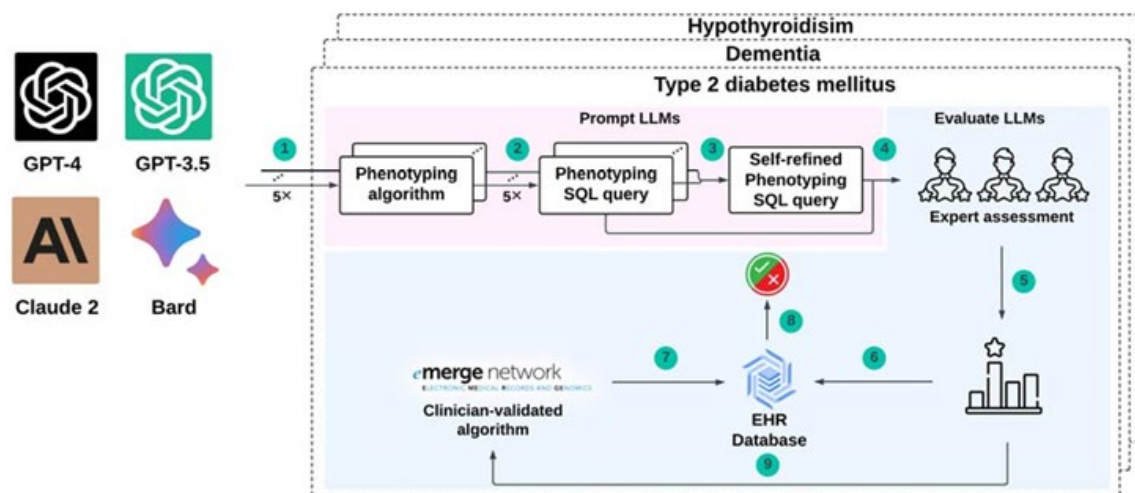 Hypothyroidisim
Dementia
Type 2 diabetes mellitus
Prompt LLMs
Evaluate LLMs
GPT-4
GPT-3.5
AI
Claude 2
Bard
1
5×
Phenotyping
algorithm
2
5×
Phenotyping
SQL query
3
Self-refined
Phenotyping
SQL query
4
Expert assessment
5
8
7
6
emerge network
ELECTRONIC MEDICAL RECORDS AND GENOMICS
Clinician-validated
algorithm
EHR
Database
9